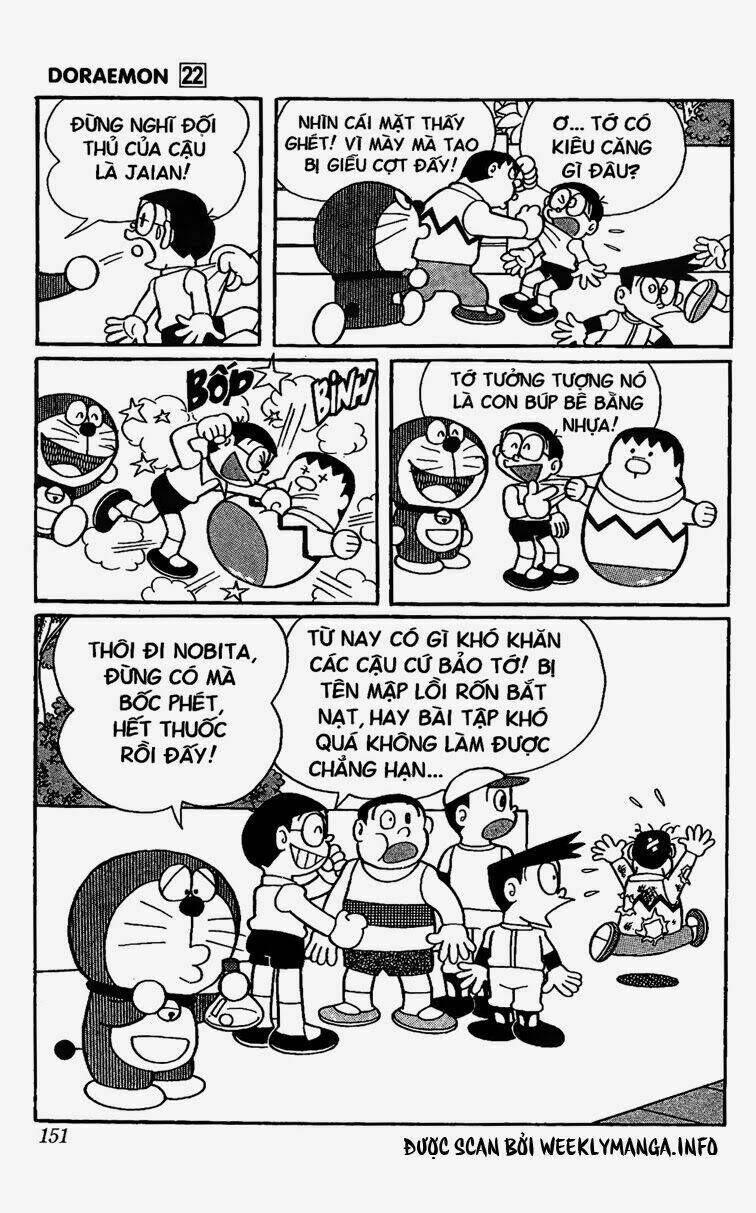 DORAEMON 22
ĐỪNG NGHĨ ĐỐI
THỦ CỦA CẬU
LÀ JAIAN!
NHÌN CÁI MẶT THẤY
GHÉT! VÌ MÀY MÀ TAO
BỊ GIỄU CỢT ĐẤY!
Ơ... TỚ CÓ
KIÊU CĂNG
GÌ ĐÂU?
BỐP
BINH
TỚ TƯỞNG TƯỢNG NÓ
LÀ CON BÚP BÊ BẰNG
NHỰA!
THÔI ĐI NOBITA,
ĐỪNG CÓ MÀ
BỐC PHÉT,
HẾT THUỐC
RỒI ĐẤY!
TỪ NAY CÓ GÌ KHÓ KHĂN
CÁC CẬU CỨ BẢO TỚ! BỊ
TÊN MẬP LỒI RỐN BẮT
NẠT, HAY BÀI TẬP KHÓ
QUÁ KHÔNG LÀM ĐƯỢC
CHẲNG HẠN...
151
ĐƯỢC SCAN BỞI WEEKLYMANGA.INFO